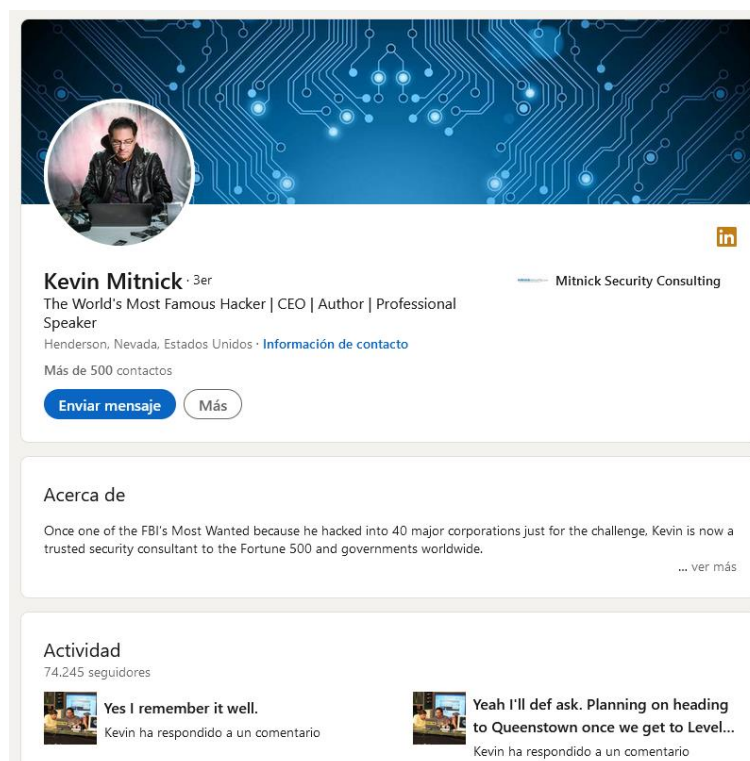 in
Kevin Mitnick · 3er
Mitnick Security Consulting
The World's Most Famous Hacker | CEO | Author | Professional
Speaker
Henderson, Nevada, Estados Unidos · Información de contacto
Más de 500 contactos
Enviar mensaje
Más
Acerca de
Once one of the FBI's Most Wanted because he hacked into 40 major corporations just for the challenge, Kevin is now a
trusted security consultant to the Fortune 500 and governments worldwide.
... ver más
Actividad
74.245 seguidores
Yes I remember it well.
Kevin ha respondido a un comentario
Yeah I'll def ask. Planning on heading
to Queenstown once we get to Level...
Kevin ha respondido a un comentario